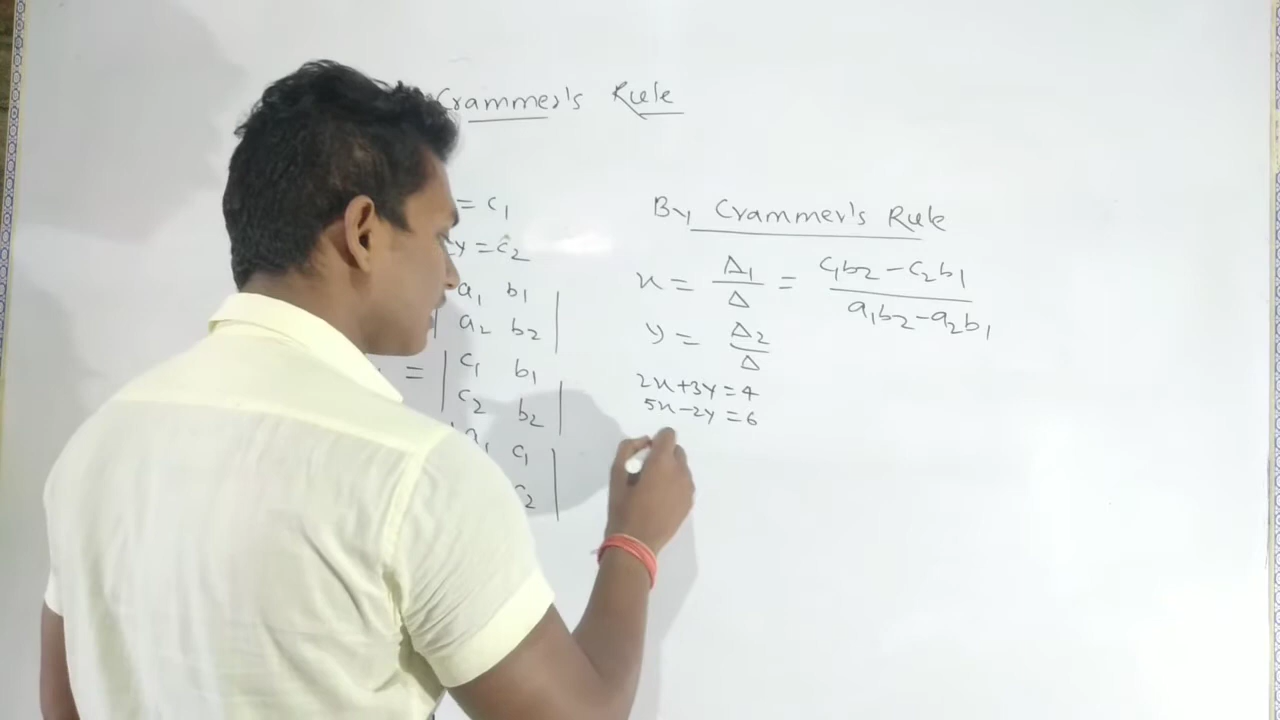 Crammer's Rule
= c1
y = c2
a1 b1
a2 b2
= | c1 b1
c2 b2 |
c1
c2
By Crammer's Rule
x = Δ1/Δ = c1b2 - c2b1 / a1b2 - a2b1
y = Δ2/Δ
2x+3y=4
5x-2y=6